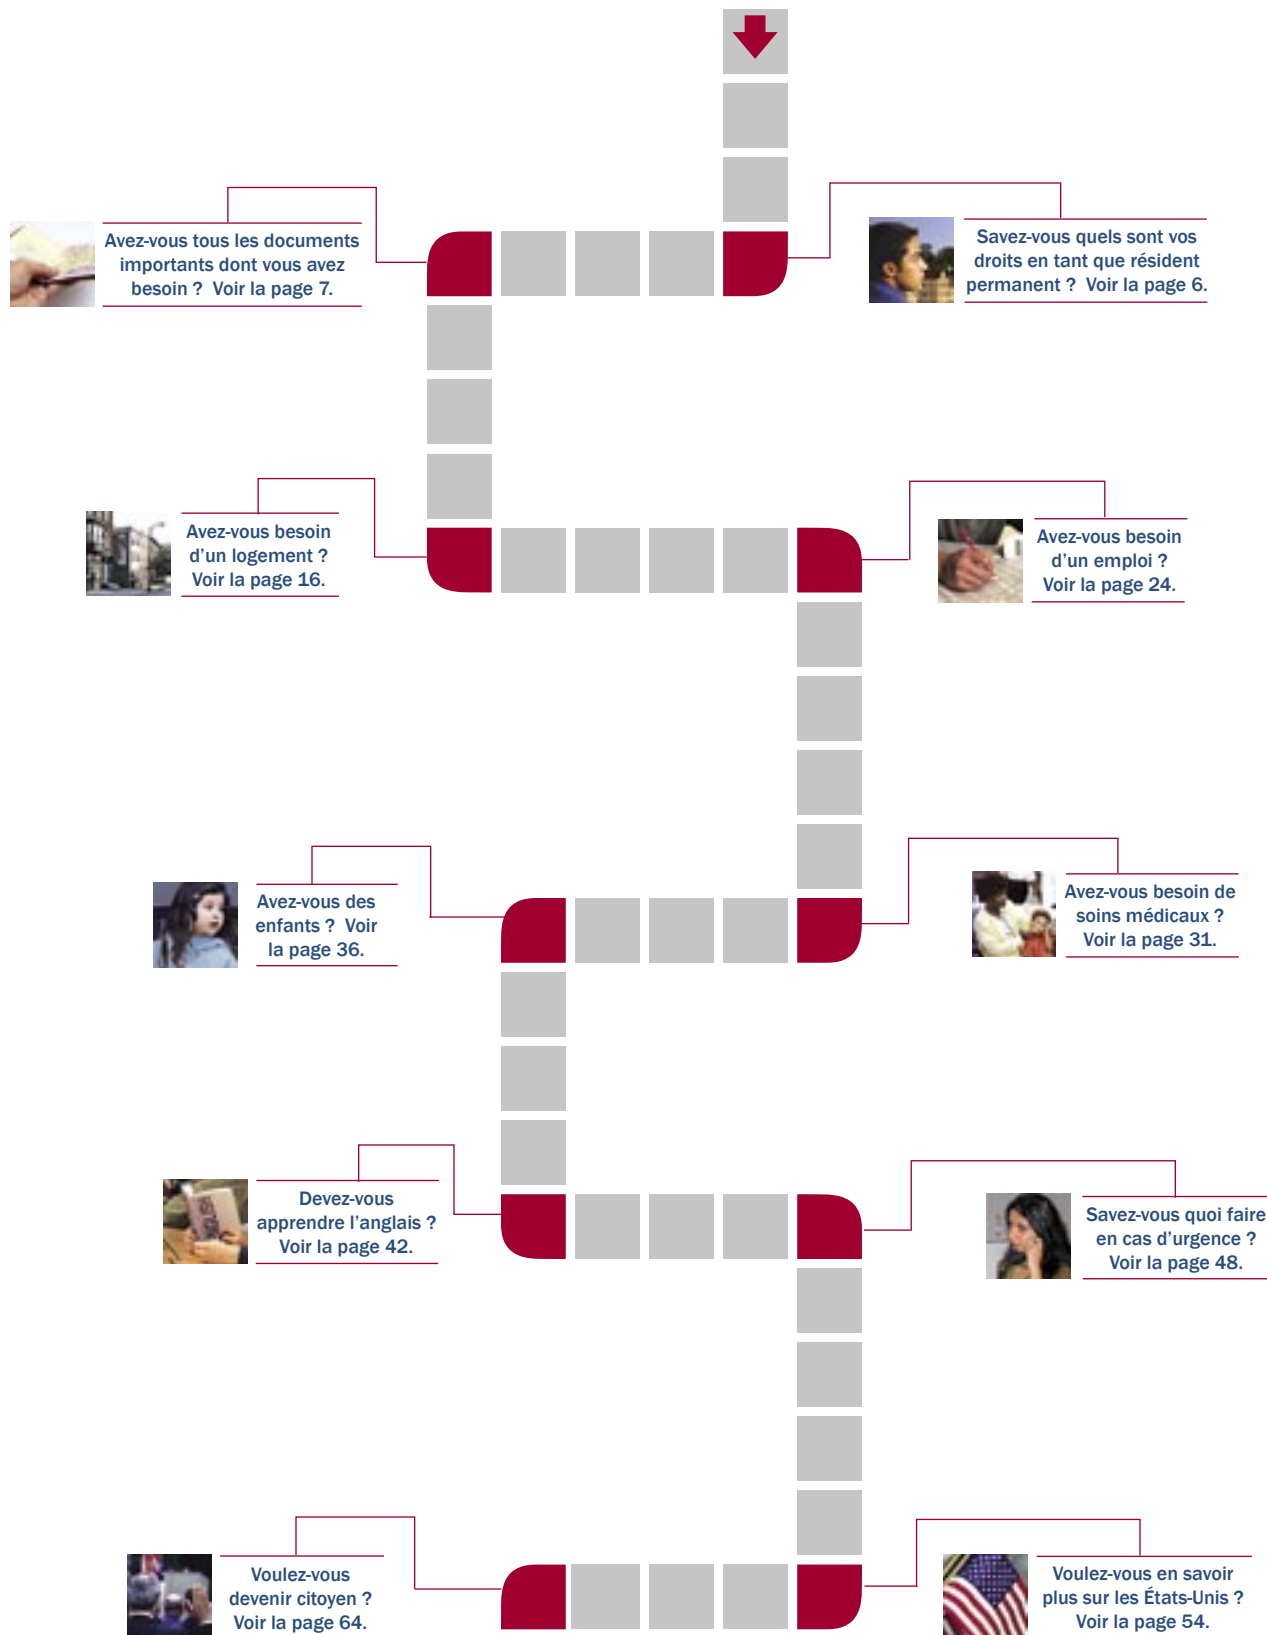 Savez-vous quels sont vos
droits en tant que résident
permanent ? Voir la page 6.
Avez-vous tous les documents
importants dont vous avez
besoin ? Voir la page 7.
Avez-vous besoin
d'un logement ?
Voir la page 16.
Avez-vous besoin
d'un emploi ?
Voir la page 24.
Avez-vous besoin de
soins médicaux ?
Voir la page 31.
Avez-vous des
enfants ? Voir
la page 36.
Devez-vous
apprendre l'anglais ?
Voir la page 42.
Savez-vous quoi faire
en cas d'urgence ?
Voir la page 48.
Voulez-vous en savoir
plus sur les États-Unis ?
Voir la page 54.
Voulez-vous
devenir citoyen ?
Voir la page 64.